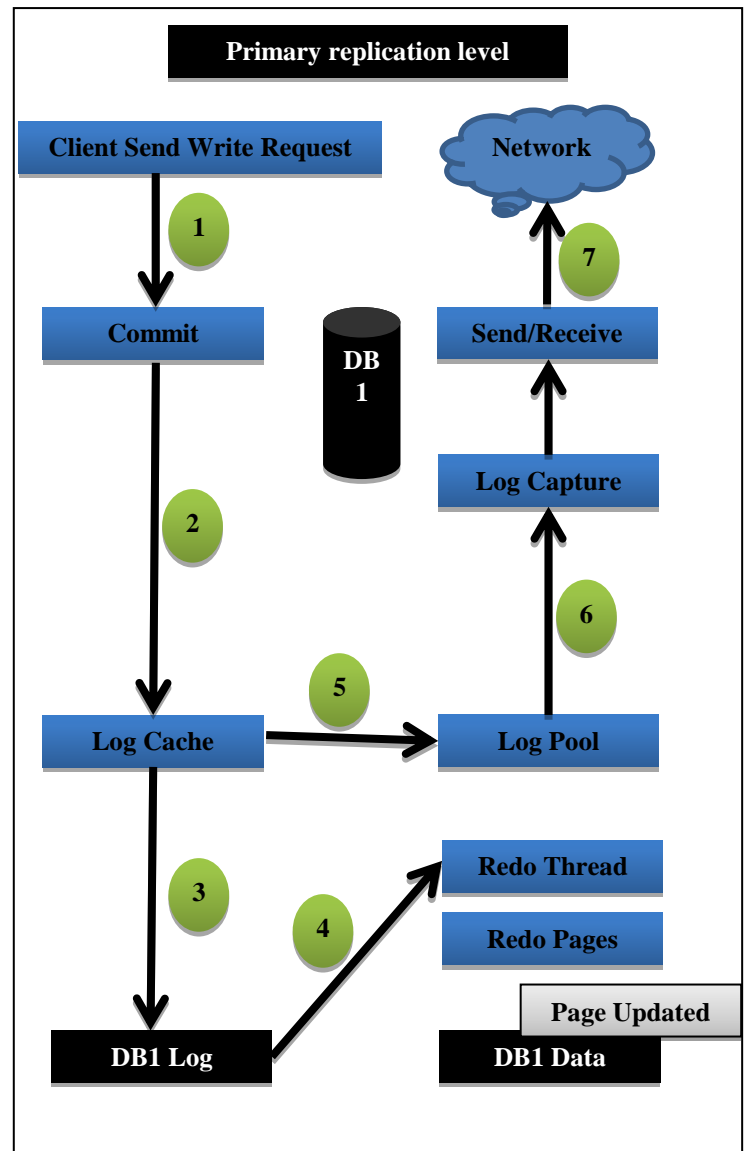 Primary replication level
Client Send Write Request
Network
1
7
Commit
DB
1
Send/Receive
Log Capture
2
6
5
Log Cache
Log Pool
3
4
Redo Thread
Redo Pages
Page Updated
DB1 Log
DB1 Data